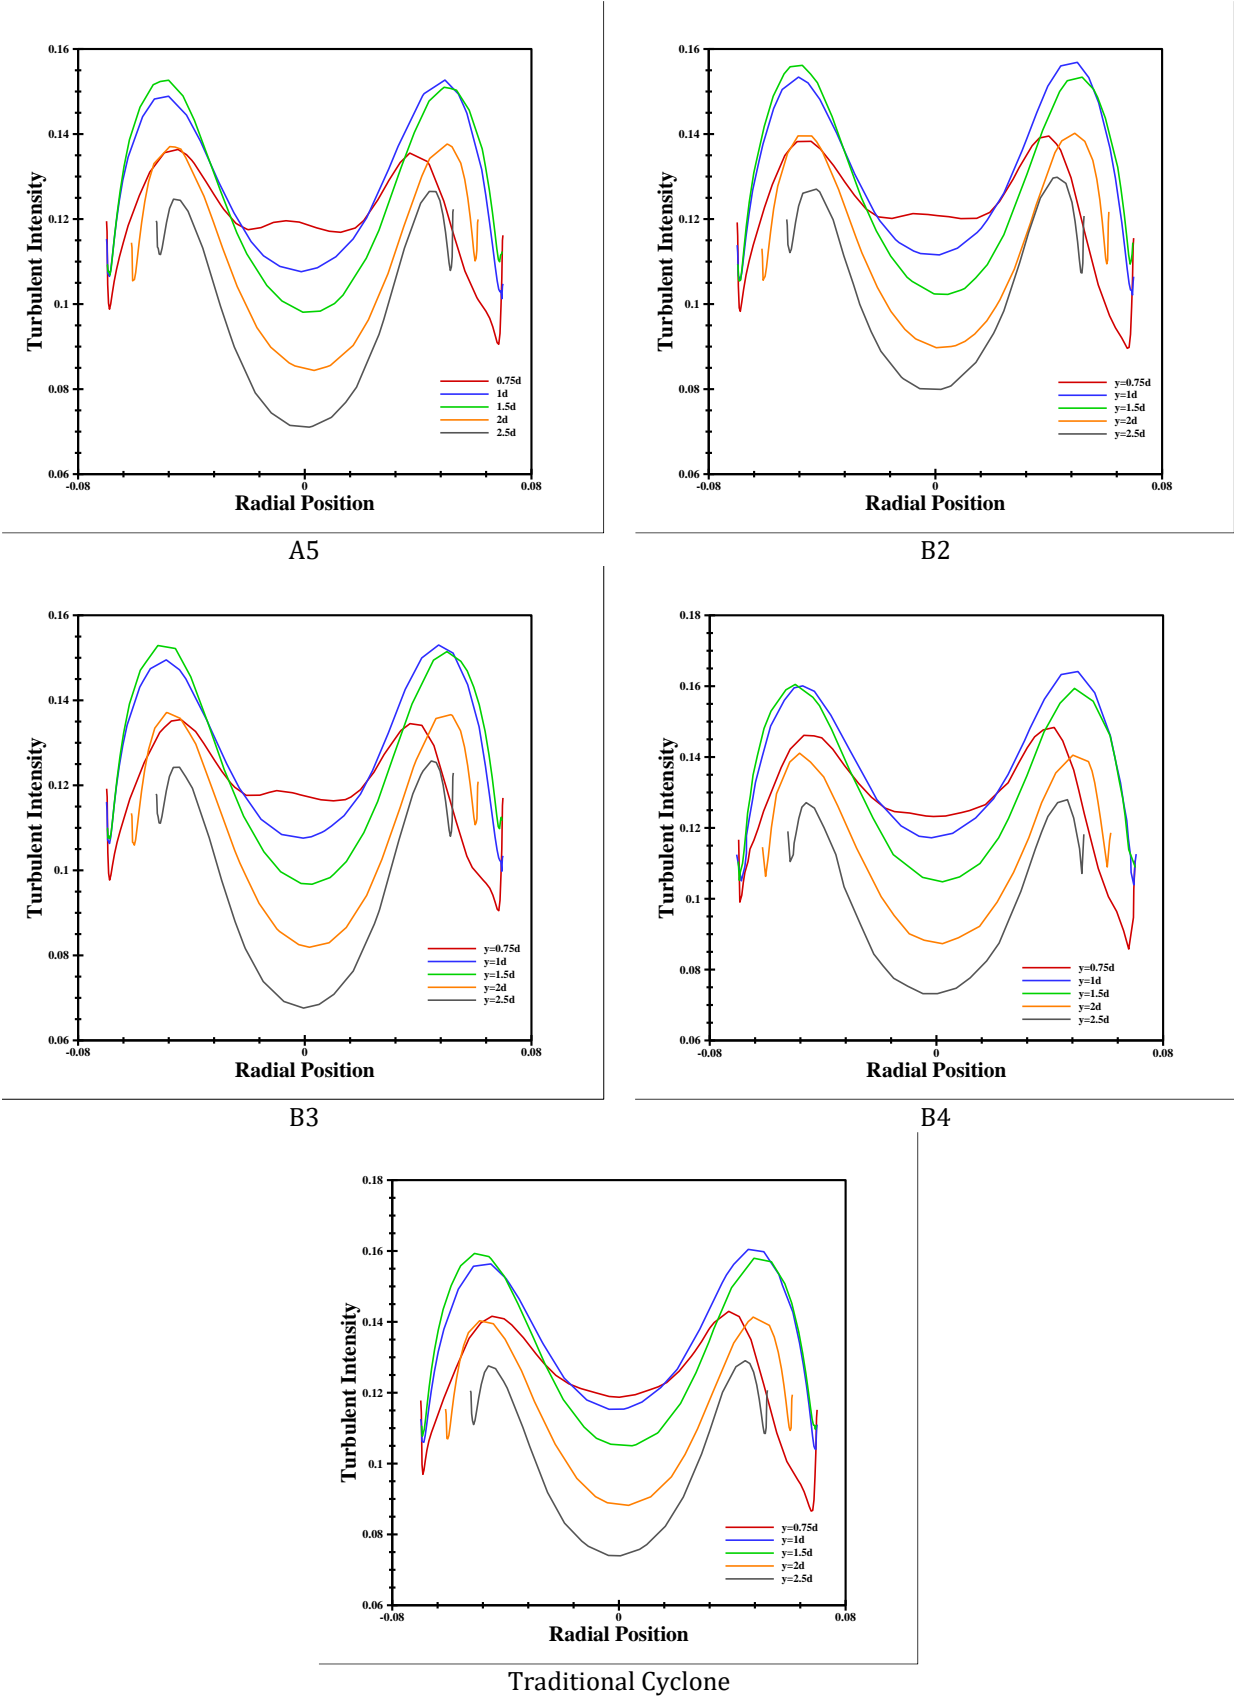 0.16
0.14
0.12
0.1
0.08
0.06
Turbulent Intensity
-0.08 0 0.08
Radial Position
0.75d
1d
1.5d
2d
2.5d
A5
0.16
0.14
0.12
0.1
0.08
0.06
Turbulent Intensity
-0.08 0 0.08
Radial Position
y=0.75d
y=1d
y=1.5d
y=2d
y=2.5d
B2
0.16
0.14
0.12
0.1
0.08
0.06
Turbulent Intensity
-0.08 0 0.08
Radial Position
y=0.75d
y=1d
y=1.5d
y=2d
y=2.5d
B3
0.18
0.16
0.14
0.12
0.1
0.08
0.06
Turbulent Intensity
-0.08 0 0.08
Radial Position
y=0.75d
y=1d
y=1.5d
y=2d
y=2.5d
B4
0.18
0.16
0.14
0.12
0.1
0.08
0.06
Turbulent Intensity
-0.08 0 0.08
Radial Position
y=0.75d
y=1d
y=1.5d
y=2d
y=2.5d
Traditional Cyclone